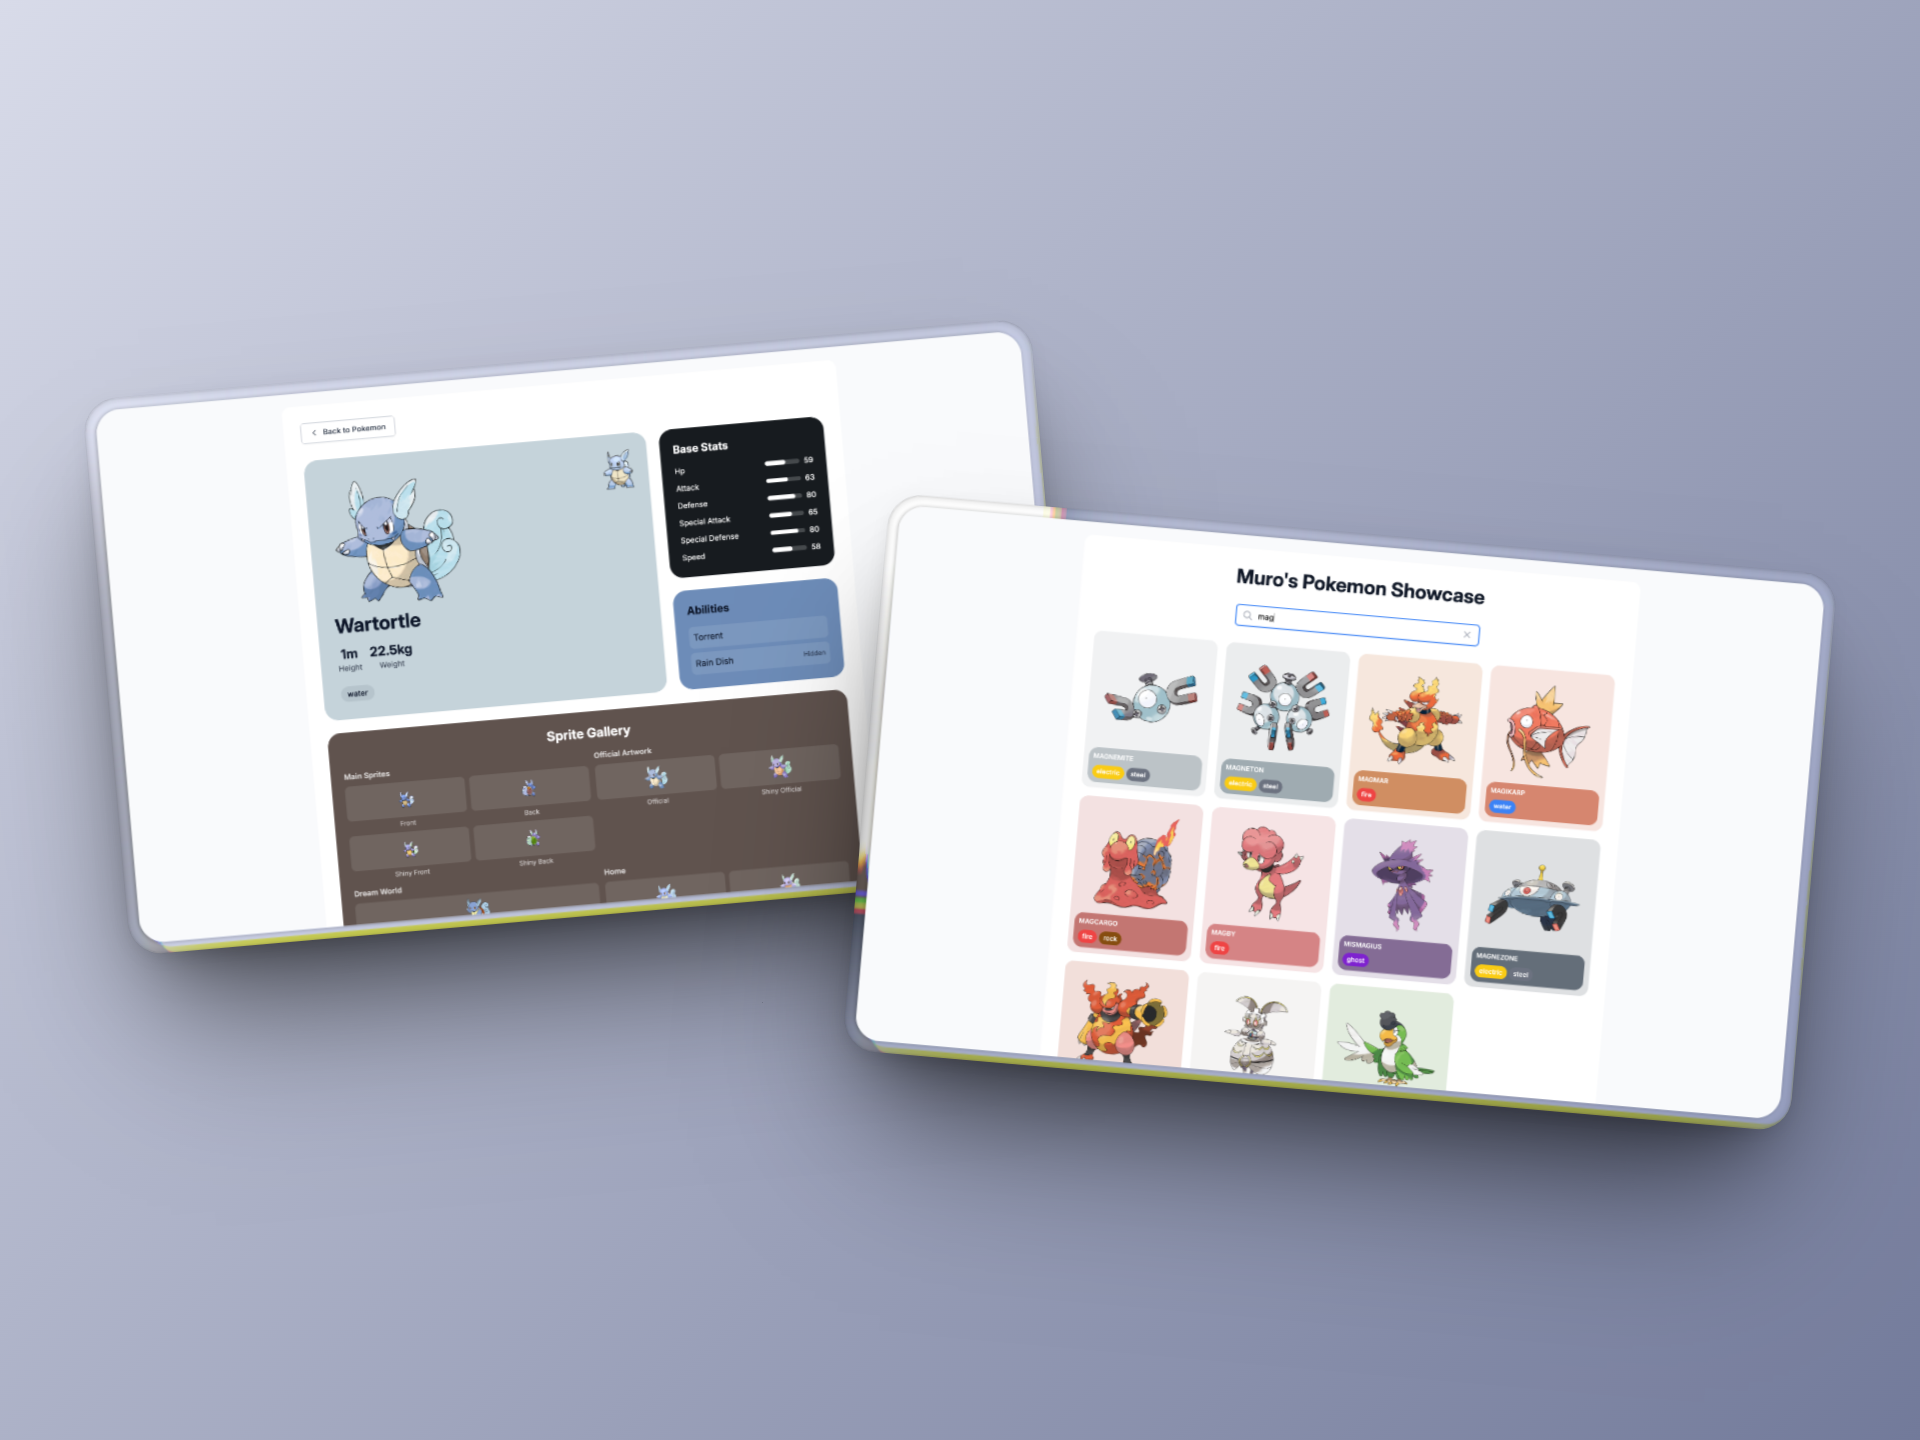 Back to Pokemon
Wartortle
1m 22.5kg
Height Weight
water
Base Stats
Hp 59
Attack 63
Defense 80
Special Attack 65
Special Defense 80
Speed 58
Abilities
Torrent
Rain Dish Hidden
Sprite Gallery
Main Sprites
Front
Back
Shiny Front
Shiny Back
Official Artwork
Official
Shiny Official
Dream World
Home
Muro's Pokemon Showcase
mag
MAGNEMITE
electric steel
MAGNETON
electric steel
MAGMAR
fire
MAGIKARP
water
MAGCARGO
fire rock
MAGBY
fire
MISMAGIUS
ghost
MAGNEZONE
electric steel